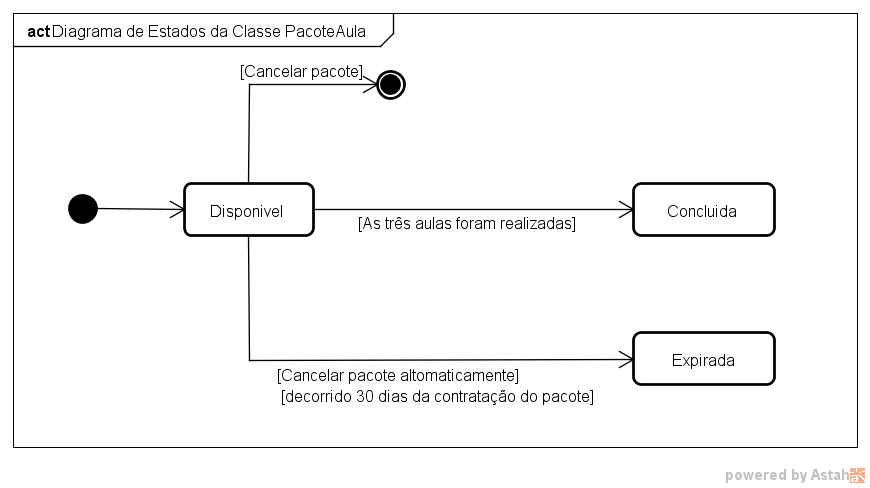 act Diagrama de Estados da Classe PacoteAula
[Cancelar pacote]
Disponivel
Concluida
[As três aulas foram realizadas]
Expirada
[Cancelar pacote altomaticamente]
[decorrido 30 dias da contratação do pacote]
powered by Astah